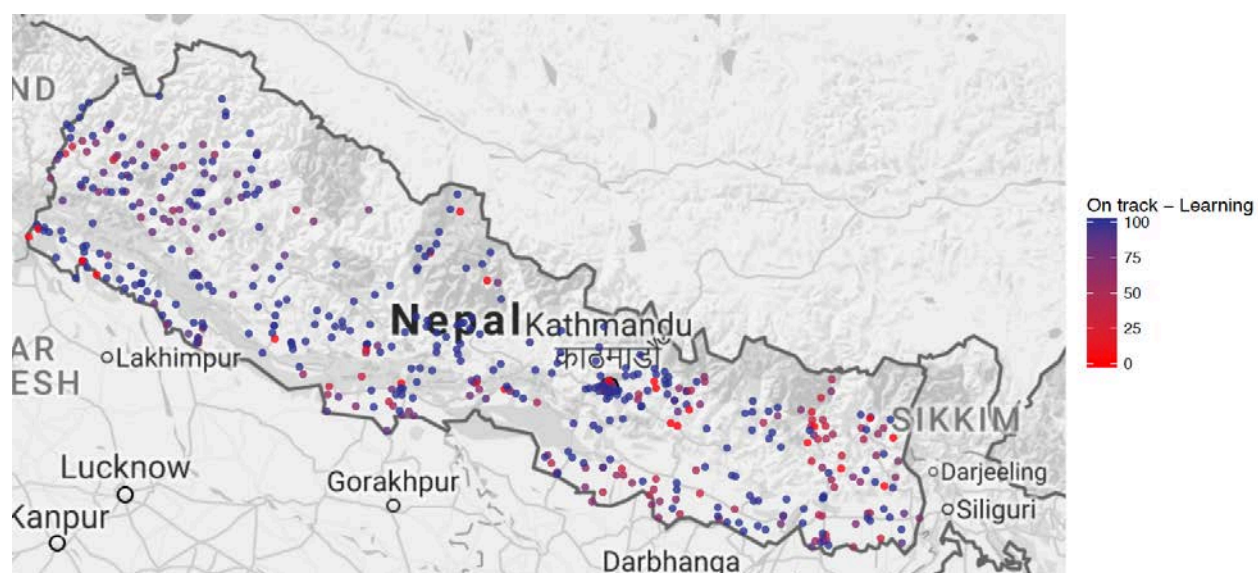 ND
Nepal
Kathmandu
काठमाडौं
AR
ESH
Lakhimpur
SIKKIM
Lucknow
Gorakhpur
Darjeeling
Kanpur
Siliguri
Darbhanga
On track – Learning
100
75
50
25
0